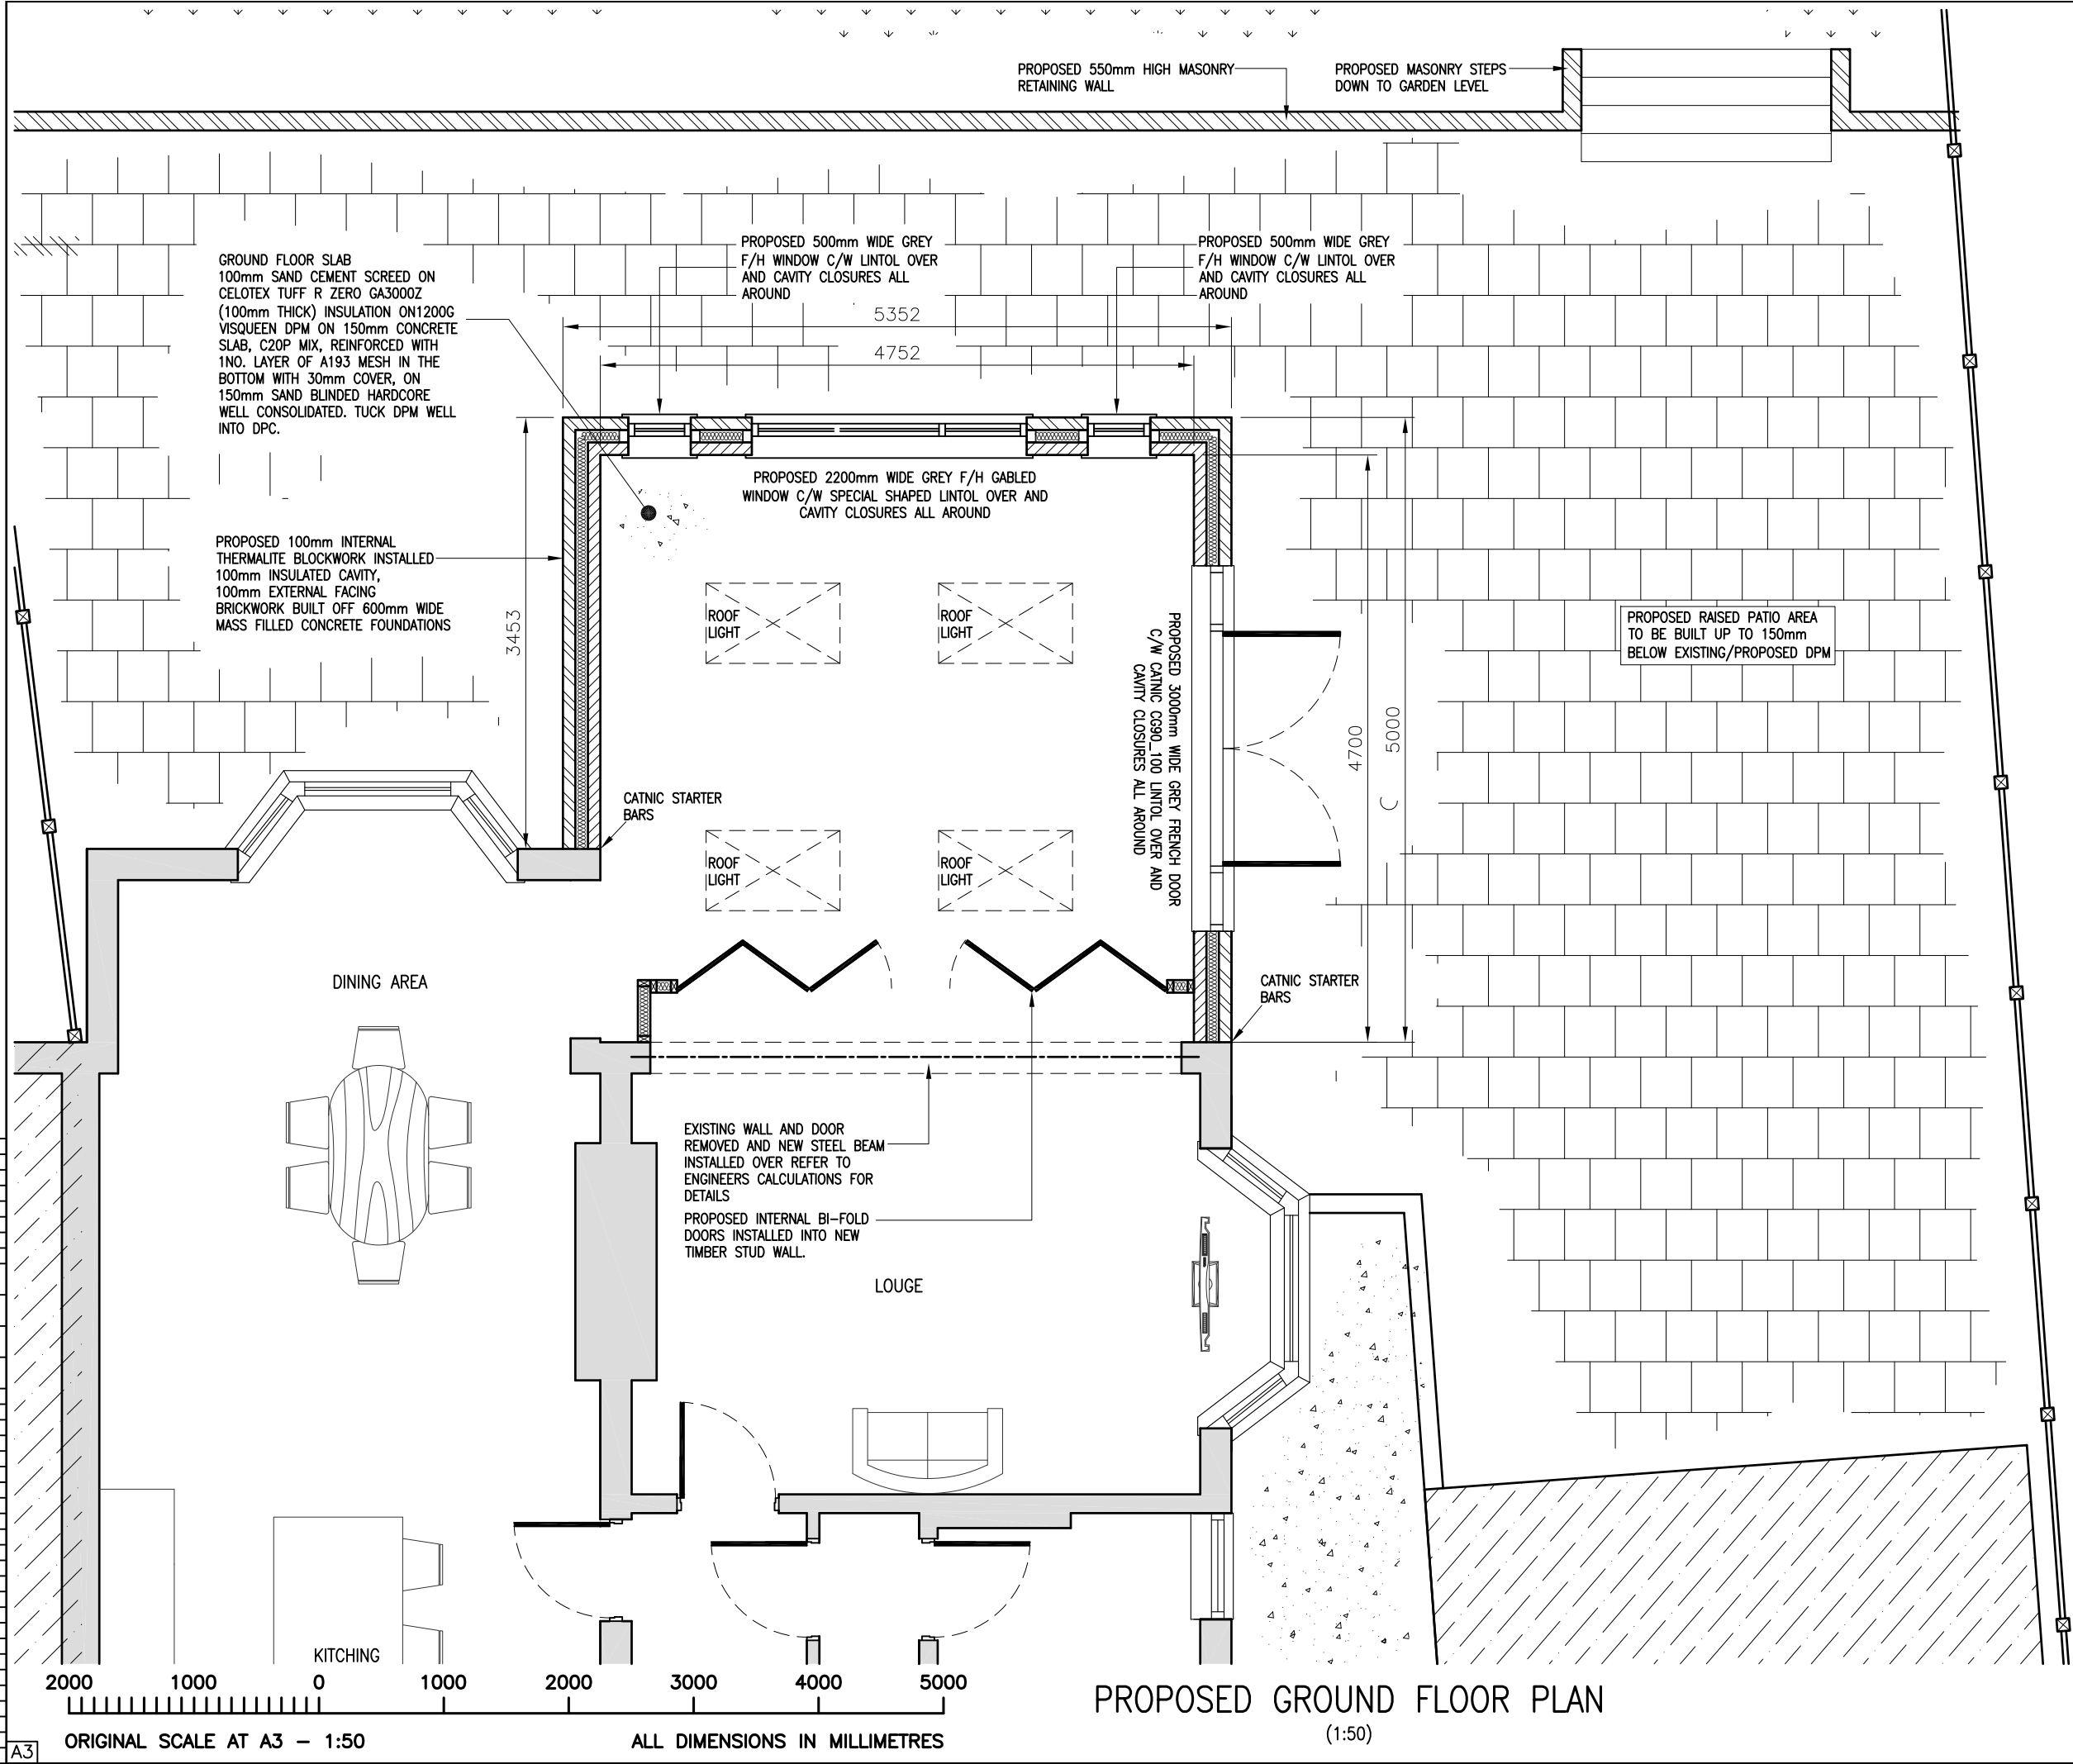 PROPOSED 550mm HIGH MASONRY
RETAINING WALL
PROPOSED MASONRY STEPS
DOWN TO GARDEN LEVEL
GROUND FLOOR SLAB
100mm SAND CEMENT SCREED ON
CELOTEX TUFF R ZERO GA3000Z
(100mm THICK) INSULATION ON1200G
VISQUEEN DPM ON 150mm CONCRETE
SLAB, C20P MIX, REINFORCED WITH
1NO. LAYER OF A193 MESH IN THE
BOTTOM WITH 30mm COVER, ON
150mm SAND BLINDED HARDCORE
WELL CONSOLIDATED. TUCK DPM WELL
INTO DPC.
PROPOSED 500mm WIDE GREY
F/H WINDOW C/W LINTOL OVER
AND CAVITY CLOSURES ALL
AROUND
PROPOSED 500mm WIDE GREY
F/H WINDOW C/W LINTOL OVER
AND CAVITY CLOSURES ALL
AROUND
5352
4752
PROPOSED 2200mm WIDE GREY F/H GABLED
WINDOW C/W SPECIAL SHAPED LINTOL OVER AND
CAVITY CLOSURES ALL AROUND
PROPOSED 100mm INTERNAL
THERMALITE BLOCKWORK INSTALLED
100mm INSULATED CAVITY,
100mm EXTERNAL FACING
BRICKWORK BUILT OFF 600mm WIDE
MASS FILLED CONCRETE FOUNDATIONS
3453
ROOF
LIGHT
ROOF
LIGHT
PROPOSED 3000mm WIDE GREY FRENCH DOOR
C/W CATNIC CG90_100 LINTOL OVER AND
CAVITY CLOSURES ALL AROUND
4700
5000
C
PROPOSED RAISED PATIO AREA
TO BE BUILT UP TO 150mm
BELOW EXISTING/PROPOSED DPM
CATNIC STARTER
BARS
ROOF
LIGHT
ROOF
LIGHT
DINING AREA
CATNIC STARTER
BARS
EXISTING WALL AND DOOR
REMOVED AND NEW STEEL BEAM
INSTALLED OVER REFER TO
ENGINEERS CALCULATIONS FOR
DETAILS
PROPOSED INTERNAL BI-FOLD
DOORS INSTALLED INTO NEW
TIMBER STUD WALL.
LOUGE
KITCHING
2000 1000 0 1000 2000 3000 4000 5000
ORIGINAL SCALE AT A3 - 1:50
ALL DIMENSIONS IN MILLIMETRES
PROPOSED GROUND FLOOR PLAN
(1:50)
A3